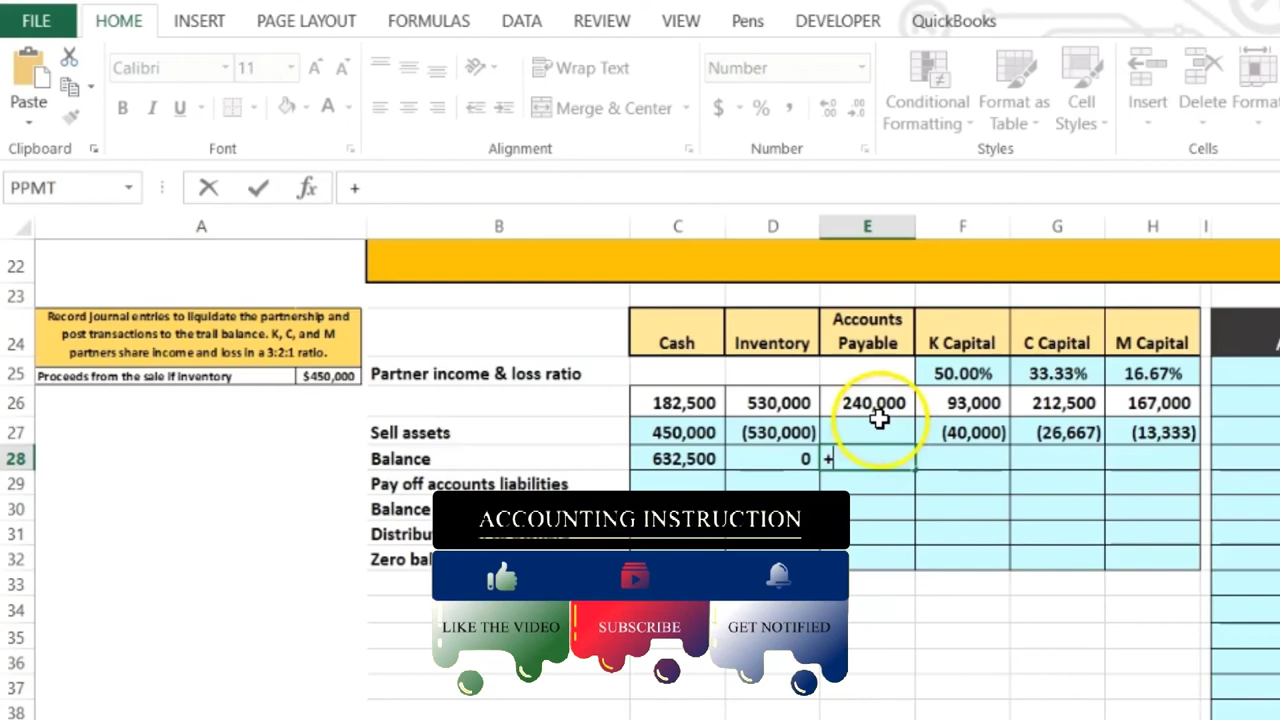 FILE HOME INSERT PAGE LAYOUT FORMULAS DATA REVIEW VIEW Pens DEVELOPER QuickBooks
Calibri 11 Wrap Text Number
Paste B I U A Merge & Center $ % Conditional Formatting Format as Table Cell Styles Insert Delete Format
Clipboard Font Alignment Number Styles Cells
PPMT fx +
A B C D E F G H I
22
23
24 Record journal entries to liquidate the partnership and
post transactions to the trail balance. K, C, and M
partners share income and loss in a 3:2:1 ratio.
Cash Inventory Accounts Payable K Capital C Capital M Capital
25 Proceeds from the sale if inventory $450,000 Partner income & loss ratio 50.00% 33.33% 16.67%
26 182,500 530,000 240,000 93,000 212,500 167,000
27 Sell assets 450,000 (530,000) (40,000) (26,667) (13,333)
28 Balance 632,500 0 +
29 Pay off accounts liabilities
30 Balance
31 Distribu
32 Zero bal
33
34
35
36
37
38
ACCOUNTING INSTRUCTION
LIKE THE VIDEO SUBSCRIBE GET NOTIFIED